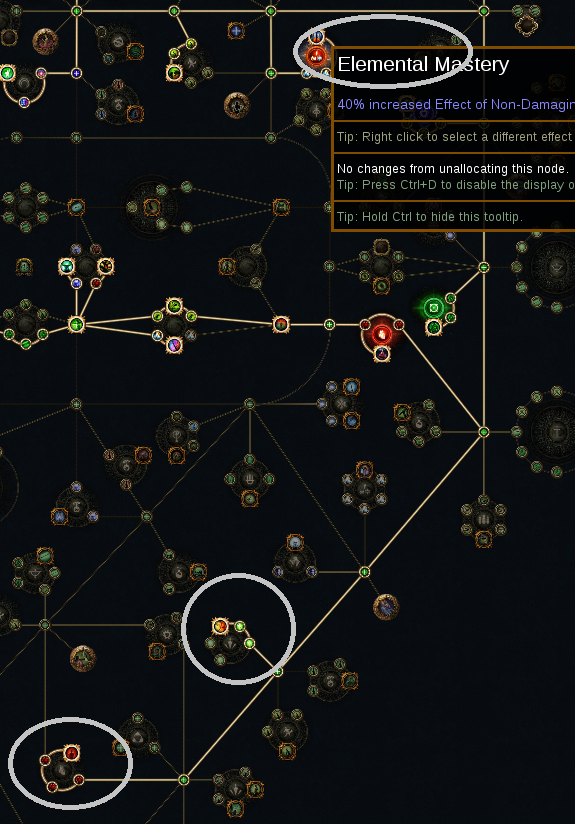 Elemental Mastery
40% increased Effect of Non-Damagin
Tip: Right click to select a different effect
No changes from unallocating this node.
Tip: Press Ctrl+D to disable the display o
Tip: Hold Ctrl to hide this tooltip.